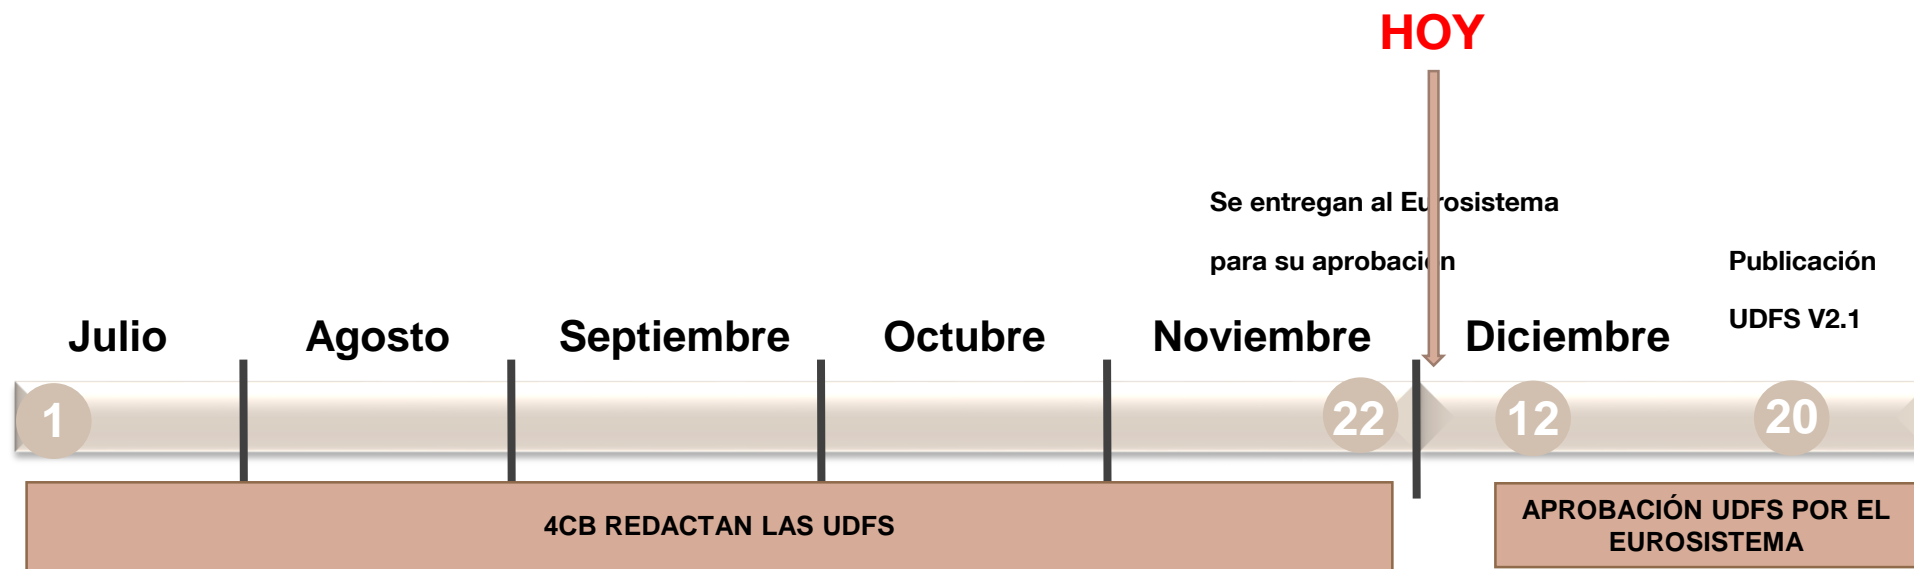 HOY
Se entregan al Eurosistema
para su aprobación
Publicación
UDFS V2.1
Julio
Agosto
Septiembre
Octubre
Noviembre
Diciembre
1
22
12
20
4CB REDACTAN LAS UDFS
APROBACIÓN UDFS POR EL
EUROSISTEMA